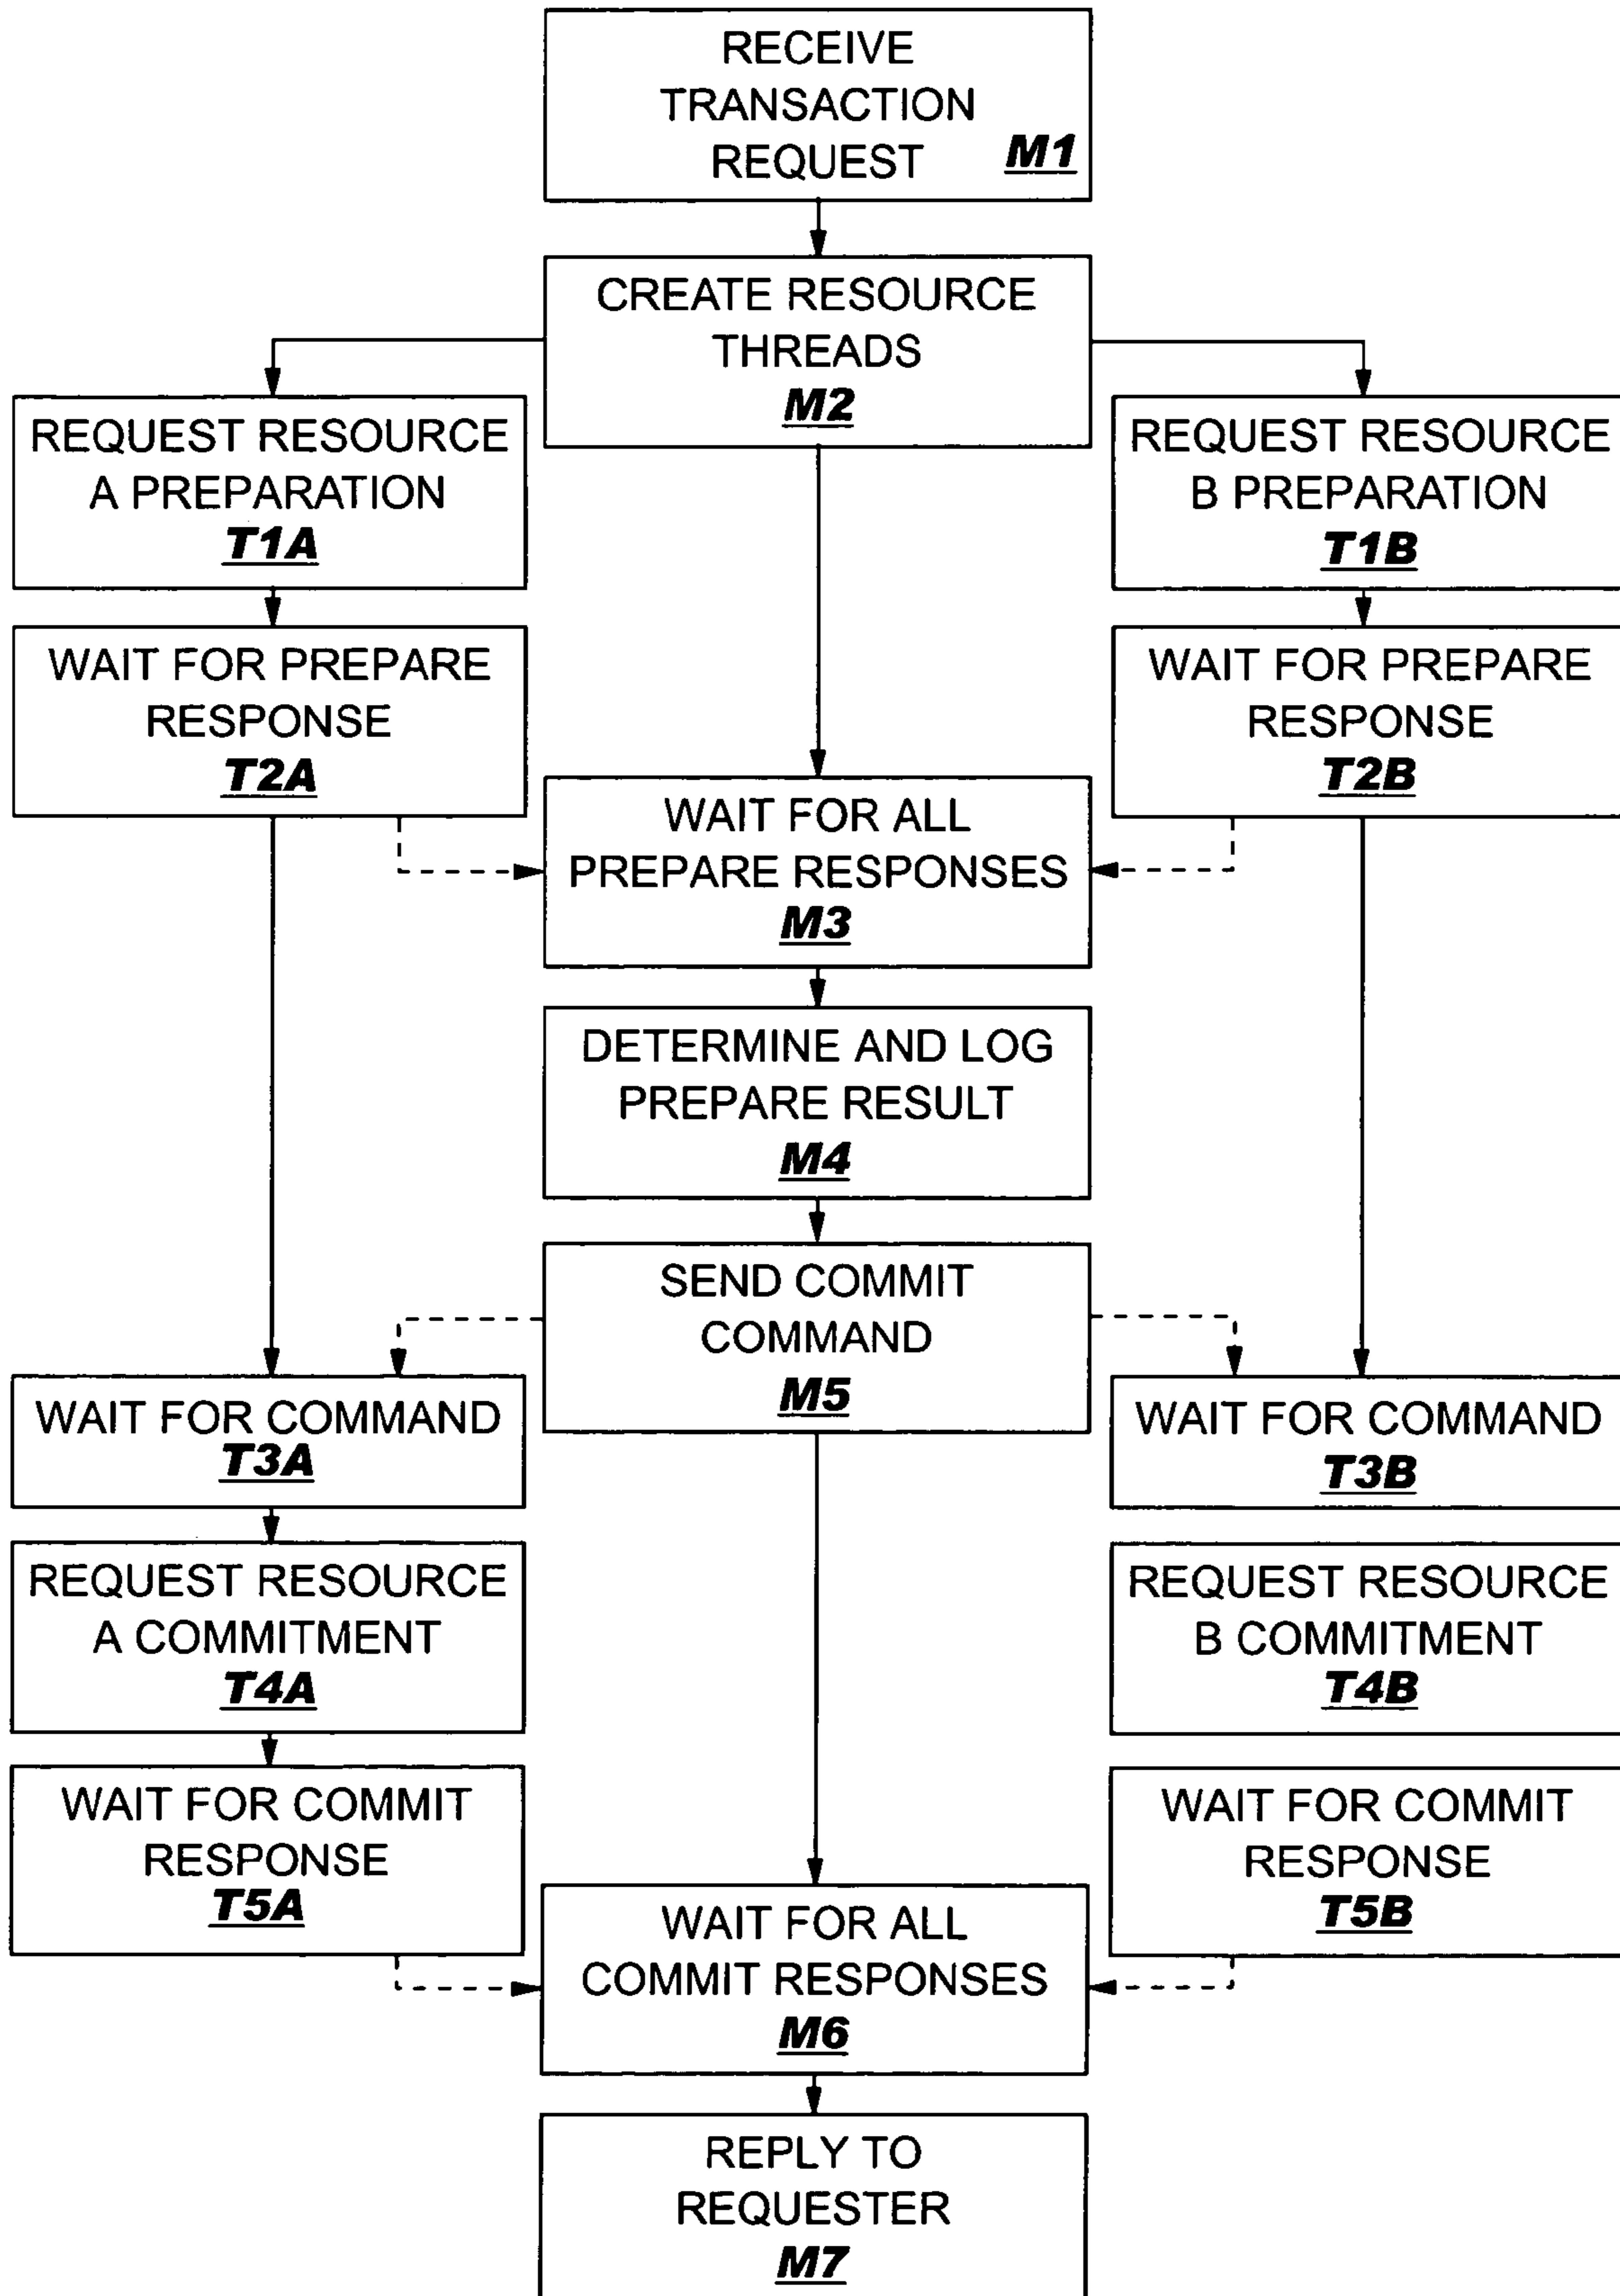 RECEIVE
TRANSACTION
REQUEST M1
CREATE RESOURCE
THREADS
M2
REQUEST RESOURCE
A PREPARATION
T1A
REQUEST RESOURCE
B PREPARATION
T1B
WAIT FOR PREPARE
RESPONSE
T2A
WAIT FOR PREPARE
RESPONSE
T2B
WAIT FOR ALL
PREPARE RESPONSES
M3
DETERMINE AND LOG
PREPARE RESULT
M4
SEND COMMIT
COMMAND
M5
WAIT FOR COMMAND
T3A
WAIT FOR COMMAND
T3B
REQUEST RESOURCE
A COMMITMENT
T4A
REQUEST RESOURCE
B COMMITMENT
T4B
WAIT FOR COMMIT
RESPONSE
T5A
WAIT FOR COMMIT
RESPONSE
T5B
WAIT FOR ALL
COMMIT RESPONSES
M6
REPLY TO
REQUESTER
M7